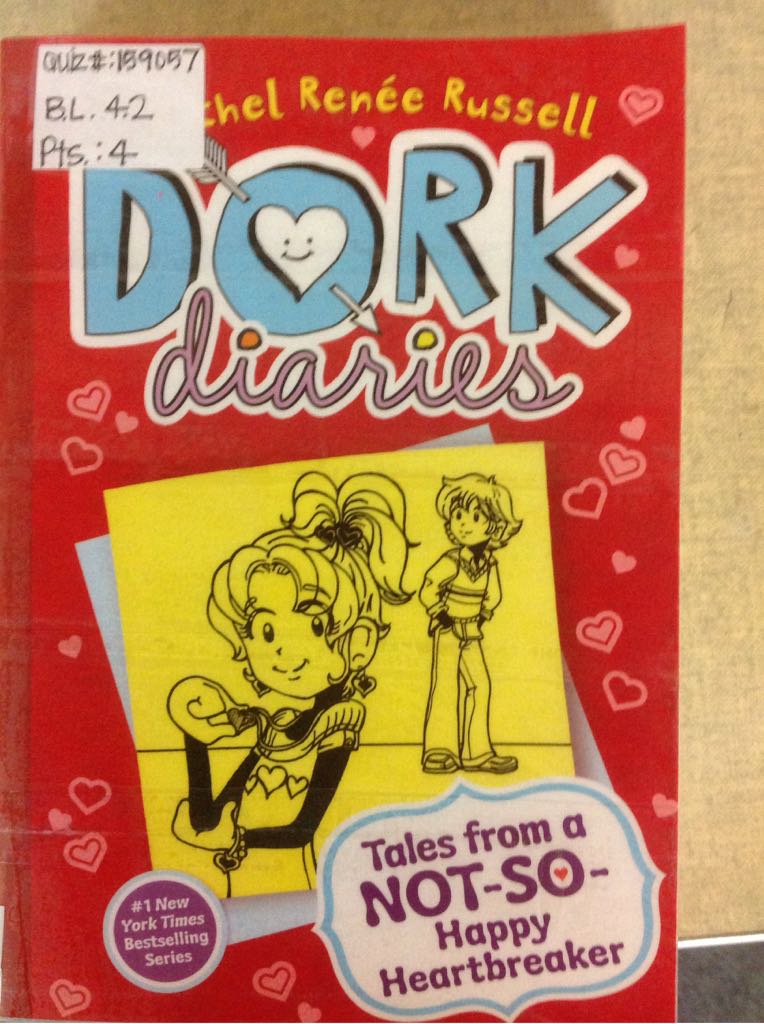 QUIZ#:159057
B.L. 4.2
Pts.: 4
chel Renée Russell
DORK
diaries
Tales from a
NOT-SO-
Happy
Heartbreaker
#1 New
York Times
Bestselling
Series